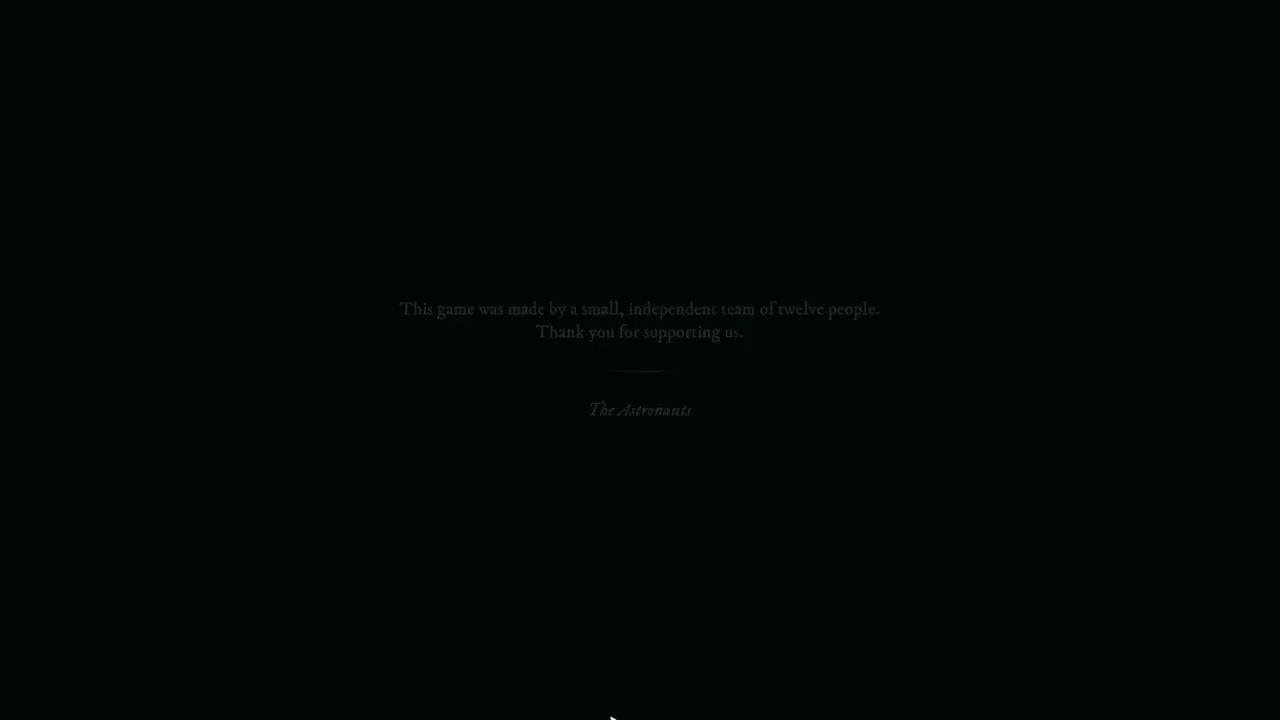 This game was made by a small, independent team of twelve people.
Thank you for supporting us.
The Astronauts